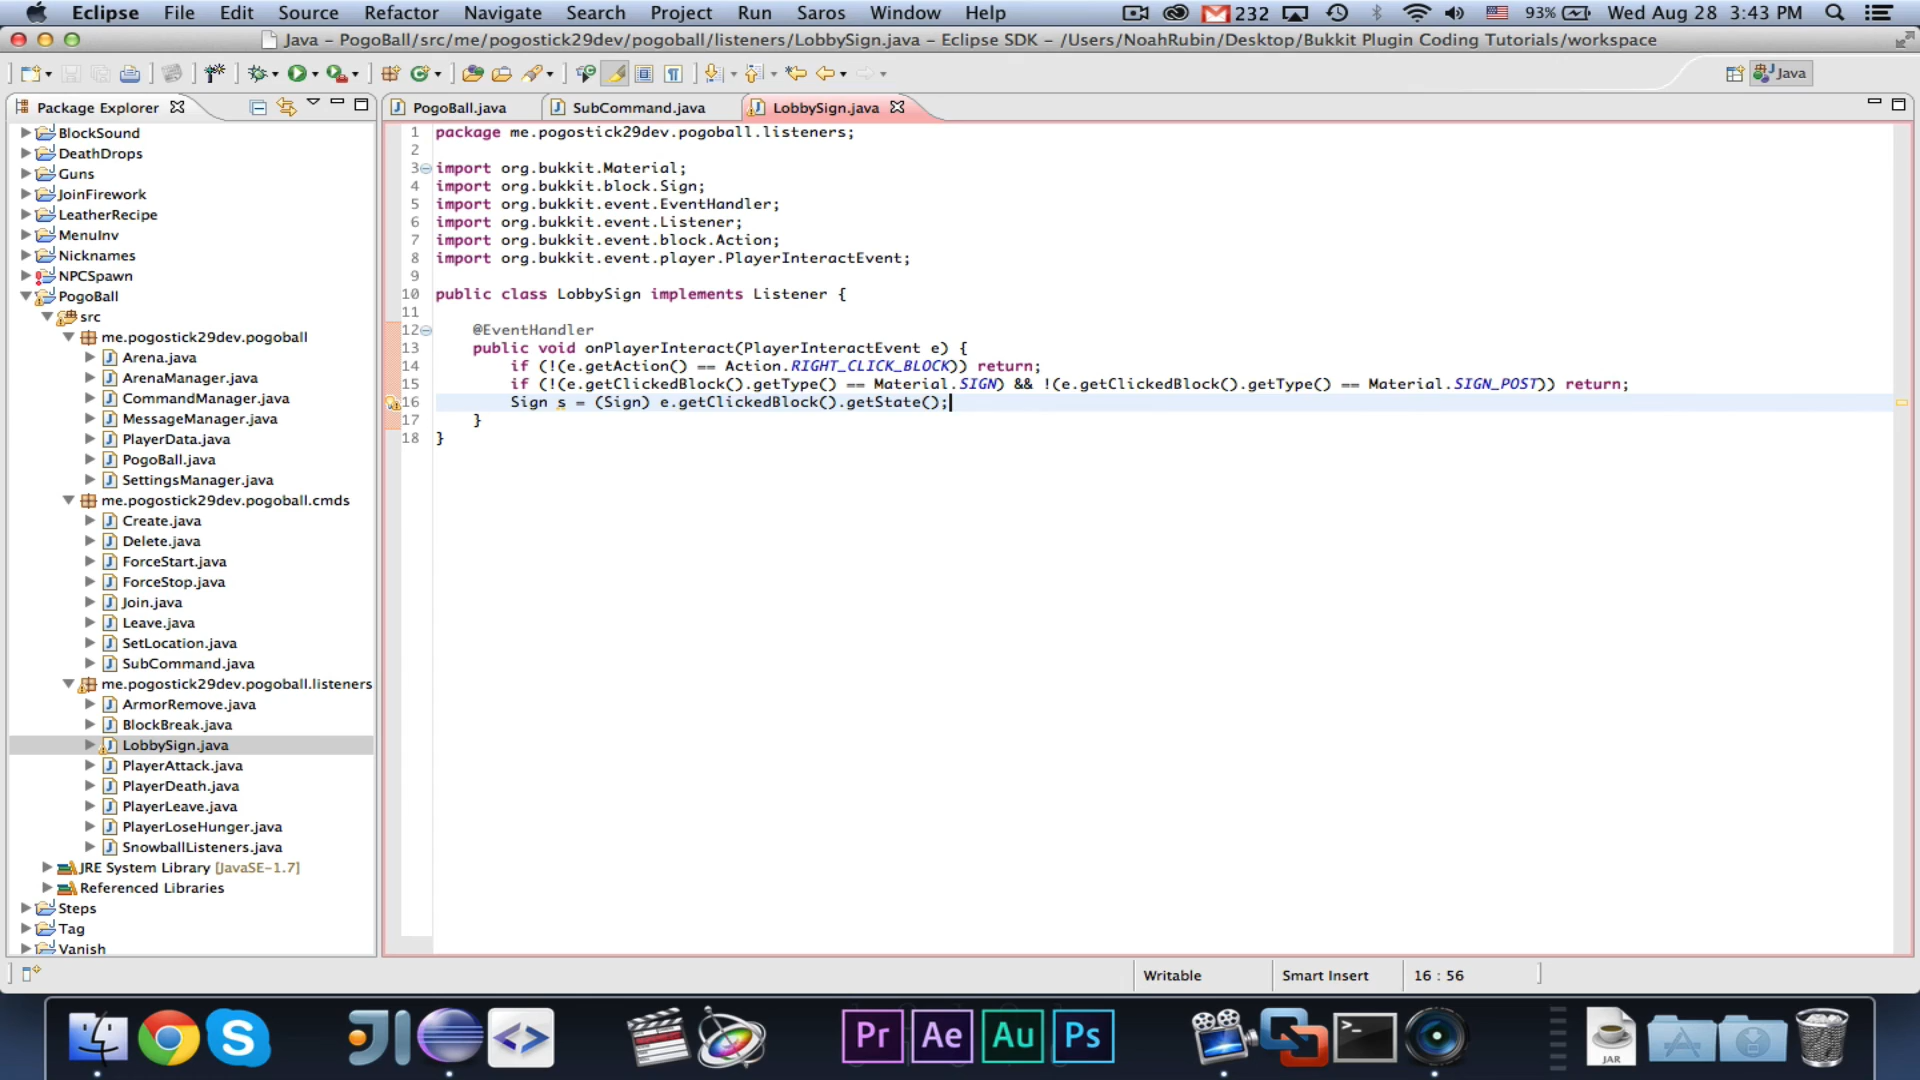 Eclipse File Edit Source Refactor Navigate Search Project Run Saros Window Help 232 93% Wed Aug 28 3:43 PM
Java – PogoBall/src/me/pogostick29dev/pogoball/listeners/LobbySign.java – Eclipse SDK – /Users/NoahRubin/Desktop/Bukkit Plugin Coding Tutorials/workspace
Java
Package Explorer
PogoBall.java SubCommand.java LobbySign.java
BlockSound
DeathDrops
Guns
JoinFirework
LeatherRecipe
MenuInv
Nicknames
NPCSpawn
PogoBall
src
me.pogostick29dev.pogoball
Arena.java
ArenaManager.java
CommandManager.java
MessageManager.java
PlayerData.java
PogoBall.java
SettingsManager.java
me.pogostick29dev.pogoball.cmds
Create.java
Delete.java
ForceStart.java
ForceStop.java
Join.java
Leave.java
SetLocation.java
SubCommand.java
me.pogostick29dev.pogoball.listeners
ArmorRemove.java
BlockBreak.java
LobbySign.java
PlayerAttack.java
PlayerDeath.java
PlayerLeave.java
PlayerLoseHunger.java
SnowballListeners.java
JRE System Library [JavaSE-1.7]
Referenced Libraries
Steps
Tag
Vanish
1 package me.pogostick29dev.pogoball.listeners;
2
3 import org.bukkit.Material;
4 import org.bukkit.block.Sign;
5 import org.bukkit.event.EventHandler;
6 import org.bukkit.event.Listener;
7 import org.bukkit.event.block.Action;
8 import org.bukkit.event.player.PlayerInteractEvent;
9
10 public class LobbySign implements Listener {
11
12 @EventHandler
13 public void onPlayerInteract(PlayerInteractEvent e) {
14 if (!(e.getAction() == Action.RIGHT_CLICK_BLOCK)) return;
15 if (!(e.getClickedBlock().getType() == Material.SIGN) && !(e.getClickedBlock().getType() == Material.SIGN_POST)) return;
16 Sign s = (Sign) e.getClickedBlock().getState();
17 }
18 }
Writable Smart Insert 16 : 56
S JI Pr Ae Au Ps JAR